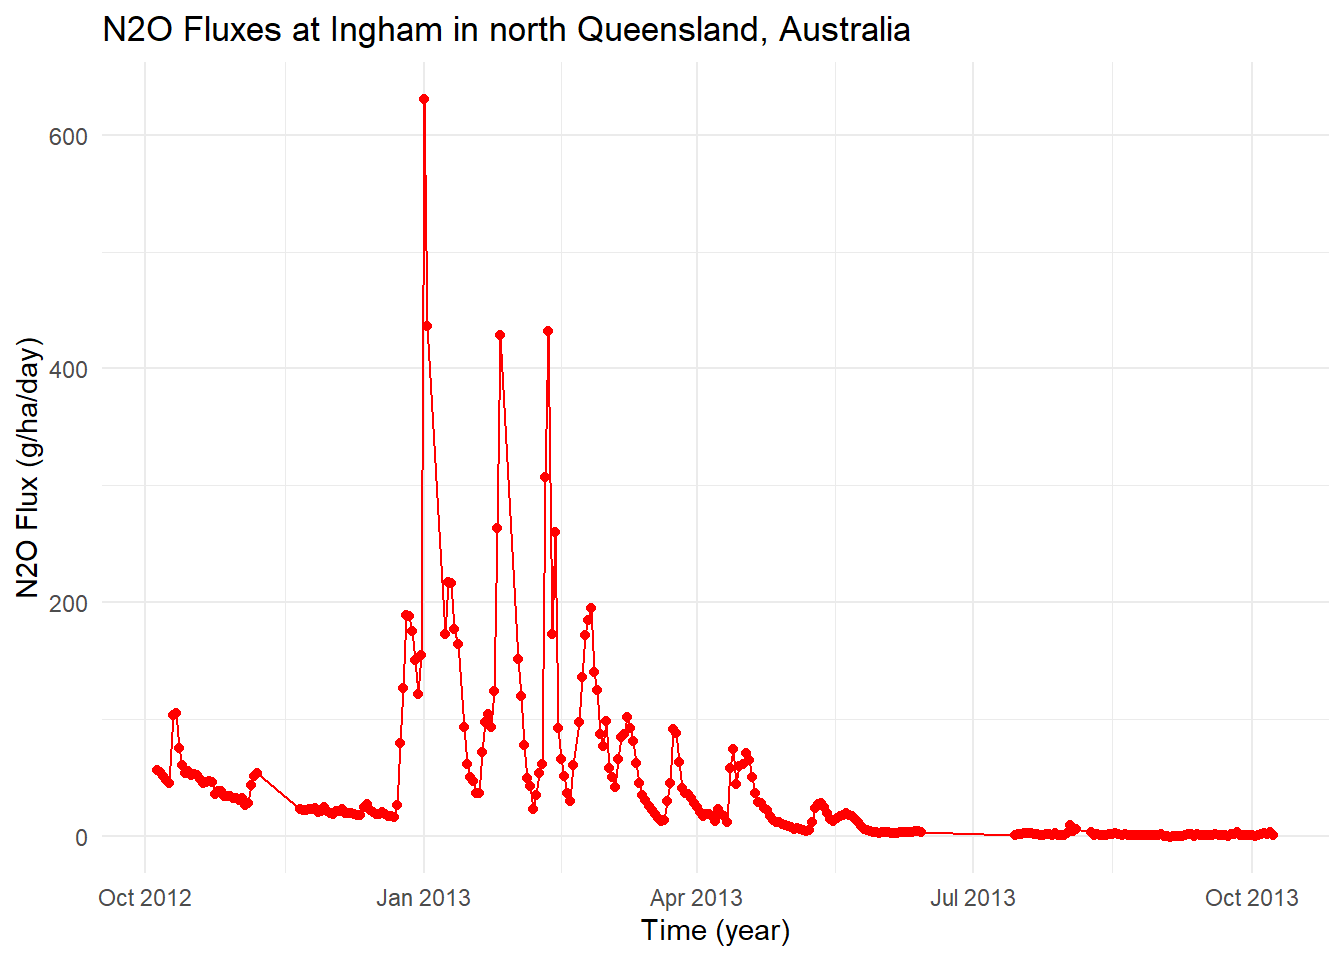 N2O Fluxes at Ingham in north Queensland, Australia
N2O Flux (g/ha/day)
600
400
200
0
Oct 2012 Jan 2013 Apr 2013 Jul 2013 Oct 2013
Time (year)